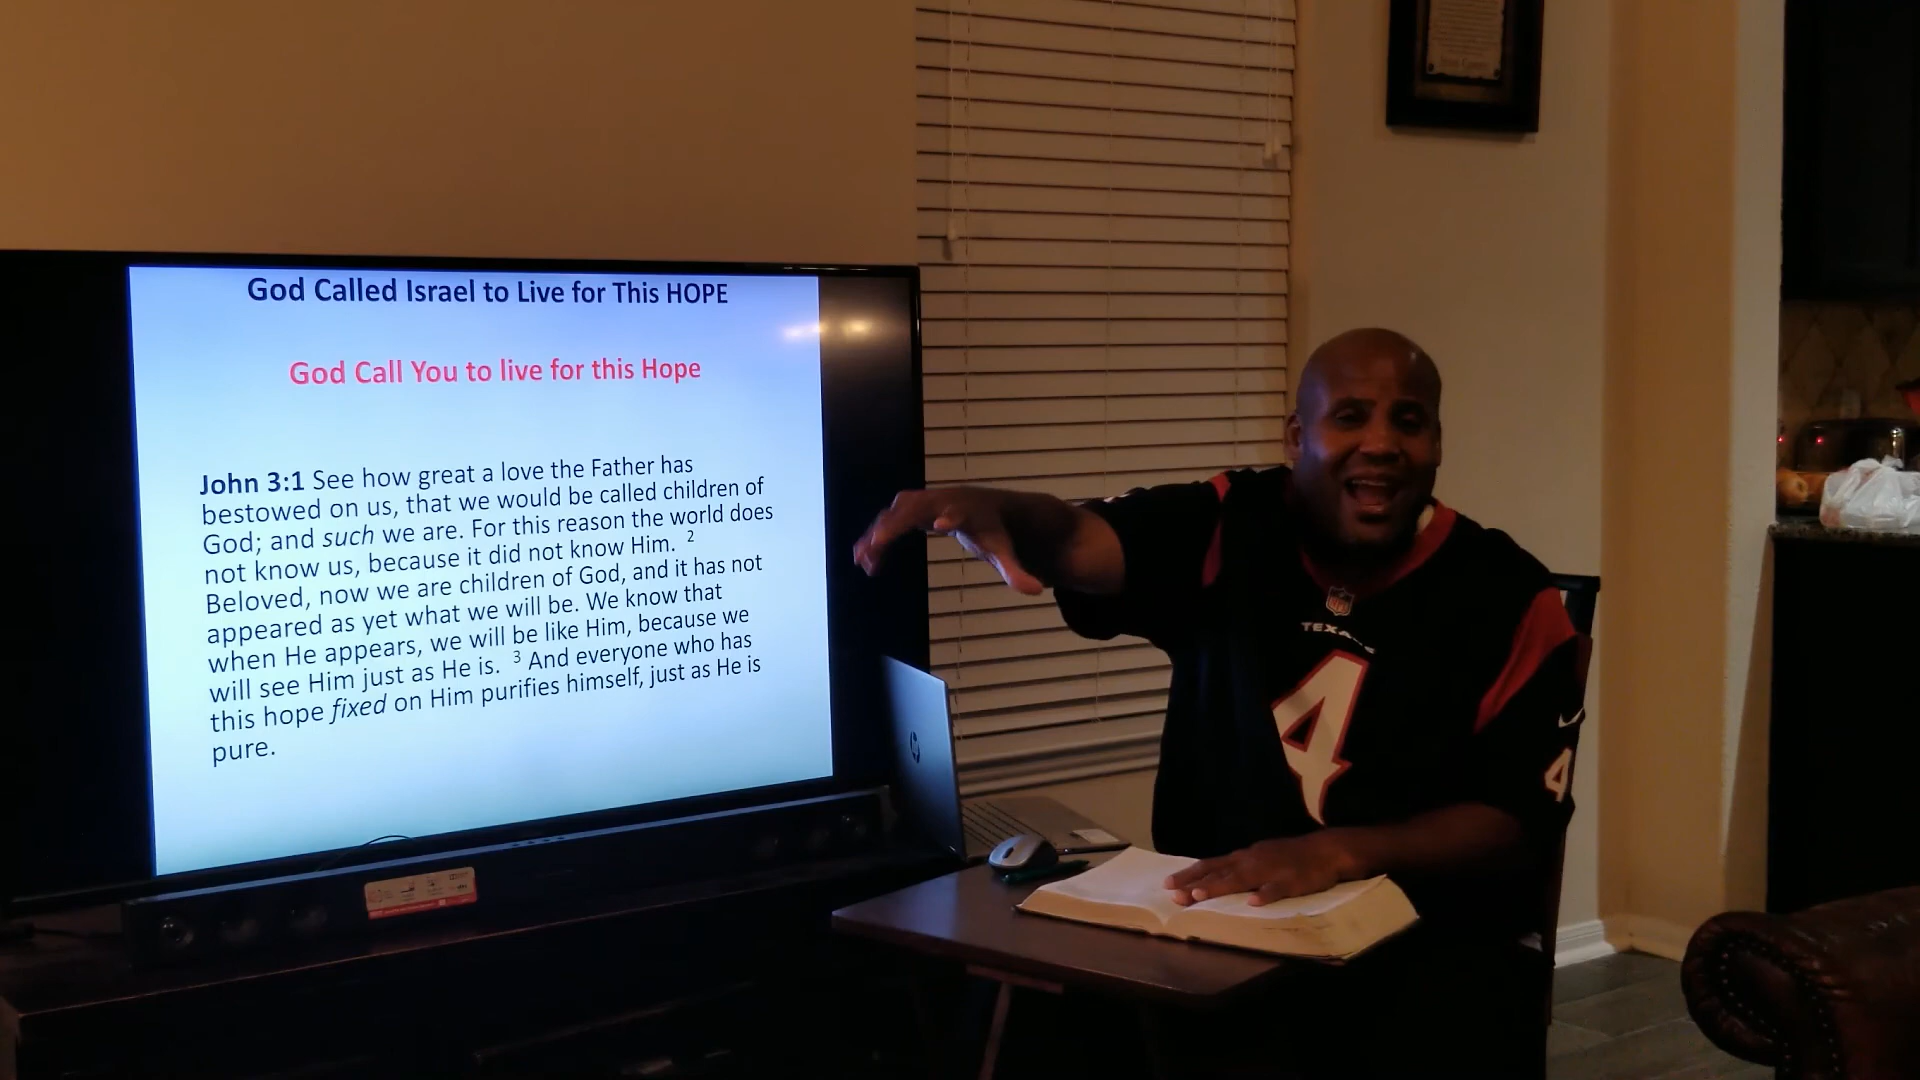 God Called Israel to Live for This HOPE
God Call You to live for this Hope
John 3:1 See how great a love the Father has
bestowed on us, that we would be called children of
God; and such we are. For this reason the world does
not know us, because it did not know Him. 2
Beloved, now we are children of God, and it has not
appeared as yet what we will be. We know that
when He appears, we will be like Him, because we
will see Him just as He is. 3 And everyone who has
this hope fixed on Him purifies himself, just as He is
pure.
hp
NFL
4
4